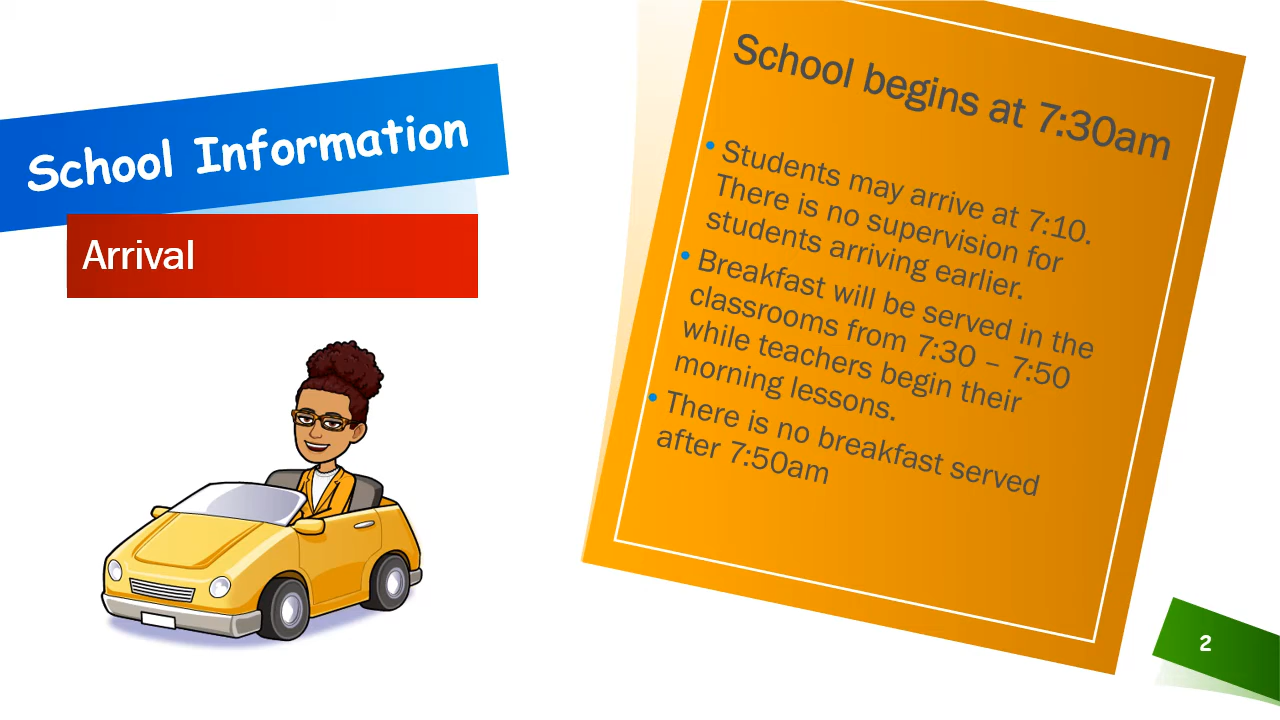 School Information
Arrival
School begins at 7:30am
• Students may arrive at 7:10.
There is no supervision for
students arriving earlier.
• Breakfast will be served in the
classrooms from 7:30 – 7:50
while teachers begin their
morning lessons.
• There is no breakfast served
after 7:50am
2